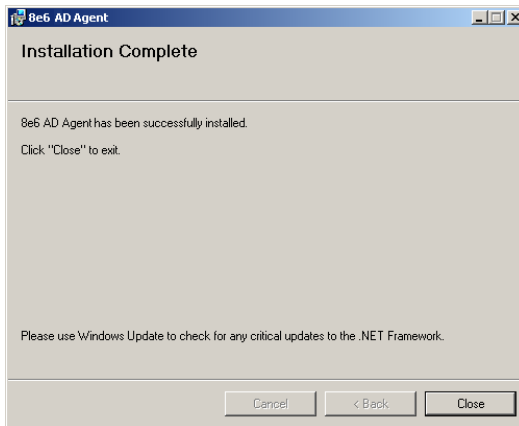 8e6 AD Agent
Installation Complete
8e6 AD Agent has been successfully installed.
Click "Close" to exit.
Please use Windows Update to check for any critical updates to the .NET Framework.
Cancel
< Back
Close